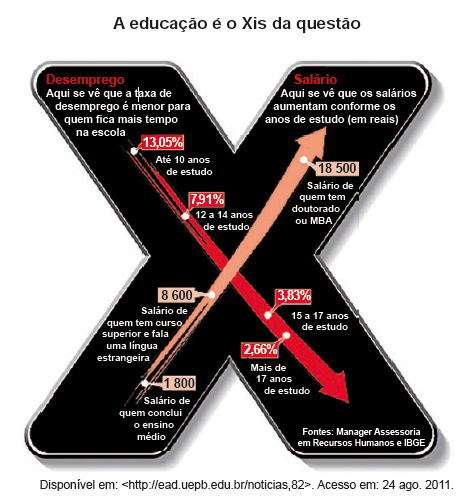 A educação é o Xis da questão
Desemprego
Aqui se vê que a taxa de
desemprego é menor para
quem fica mais tempo
na escola
Salário
Aqui se vê que os salários
aumentam conforme os
anos de estudo (em reais)
13,05%
Até 10 anos
de estudo
7,91%
12 a 14 anos
de estudo
18 500
Salário de
quem tem
doutorado
ou MBA
8 600
Salário de
quem tem curso
superior e fala
uma língua
estrangeira
3,83%
15 a 17 anos
de estudo
2,66%
Mais de
17 anos
de estudo
1 800
Salário de
quem conclui
o ensino
médio
Fontes: Manager Assessoria
em Recursos Humanos e IBGE
Disponível em: <http://ead.uepb.edu.br/noticias,82>. Acesso em: 24 ago. 2011.